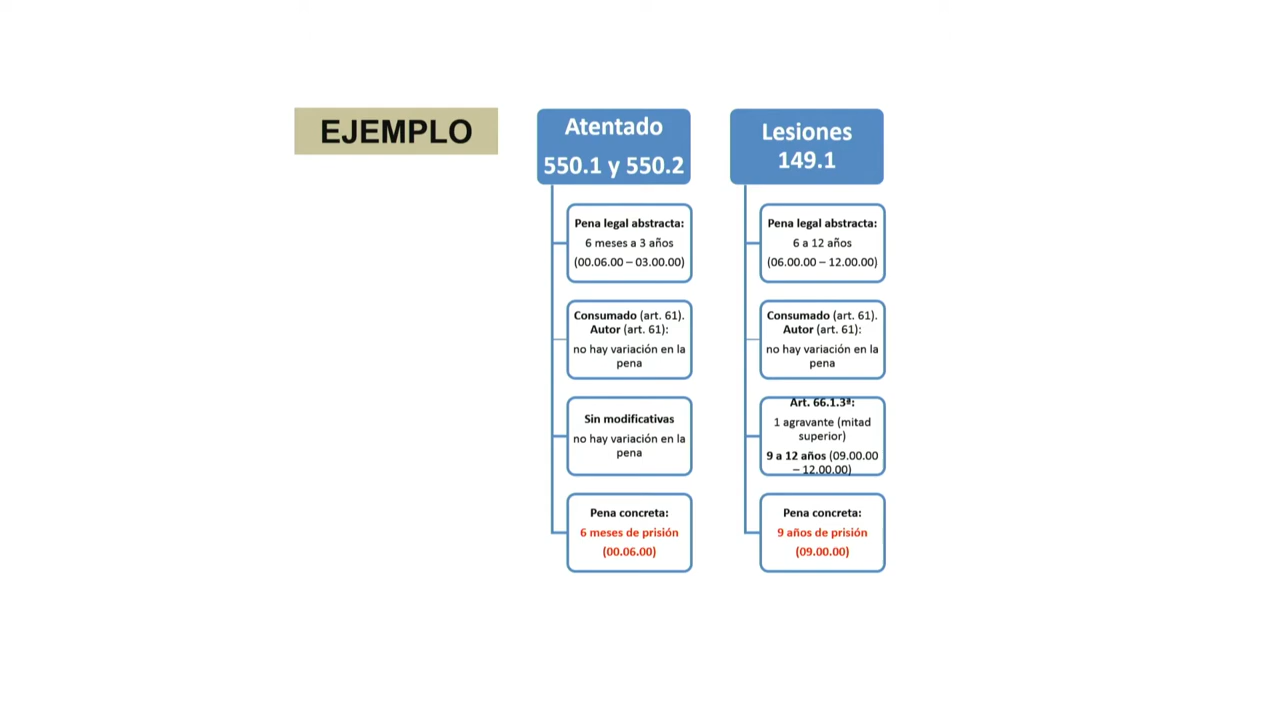 EJEMPLO
Atentado
550.1 y 550.2
Pena legal abstracta:
6 meses a 3 años
(00.06.00 – 03.00.00)
Consumado (art. 61).
Autor (art. 61):
no hay variación en la
pena
Sin modificativas
no hay variación en la
pena
Pena concreta:
6 meses de prisión
(00.06.00)
Lesiones
149.1
Pena legal abstracta:
6 a 12 años
(06.00.00 – 12.00.00)
Consumado (art. 61).
Autor (art. 61):
no hay variación en la
pena
Art. 66.1.3ª:
1 agravante (mitad
superior)
9 a 12 años (09.00.00
– 12.00.00)
Pena concreta:
9 años de prisión
(09.00.00)